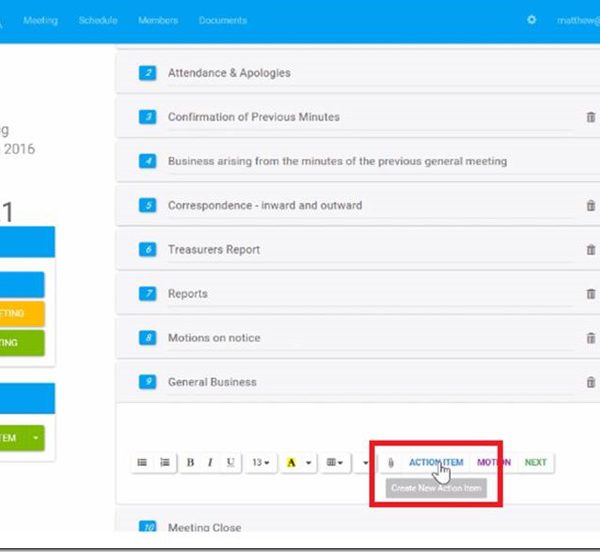 Meeting Schedule Members Documents matthew@
2 Attendance & Apologies
3 Confirmation of Previous Minutes
g
2016
4 Business arising from the minutes of the previous general meeting
1
5 Correspondence - inward and outward
6 Treasurers Report
7 Reports
ETING
8 Motions on notice
TING
9 General Business
TEM
B I U 13 A ACTION ITEM MOTION NEXT
Create New Action Item
10 Meeting Close